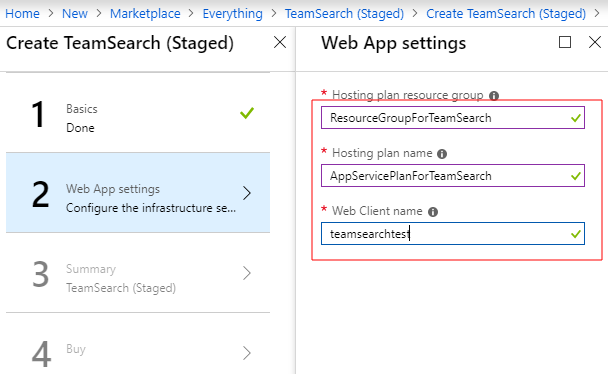 Home > New > Marketplace > Everything > TeamSearch (Staged) > Create TeamSearch (Staged) >
Create TeamSearch (Staged)
1
Basics
Done
2
Web App settings
Configure the infrastructure se...
3
Summary
TeamSearch (Staged)
4
Buy
Web App settings
* Hosting plan resource group
ResourceGroupForTeamSearch
* Hosting plan name
AppServicePlanForTeamSearch
* Web Client name
teamsearchtest